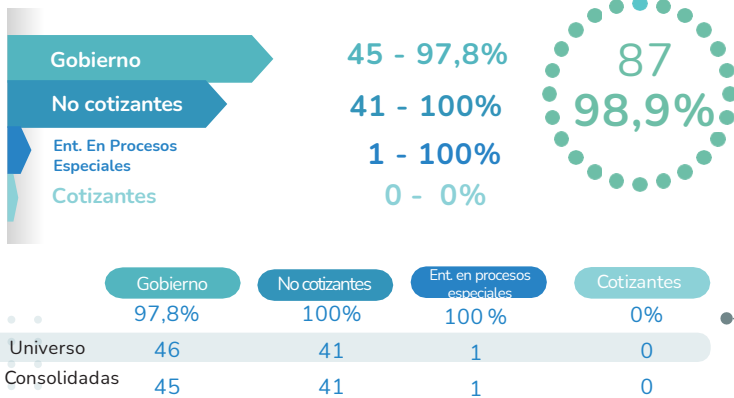 Gobierno 45 - 97,8%
No cotizantes 41 - 100%
Ent. En Procesos
Especiales 1 - 100%
Cotizantes 0 - 0%
87
98,9%
Gobierno No cotizantes Ent. en procesos especiales Cotizantes
97,8% 100% 100 % 0%
Universo 46 41 1 0
Consolidadas 45 41 1 0